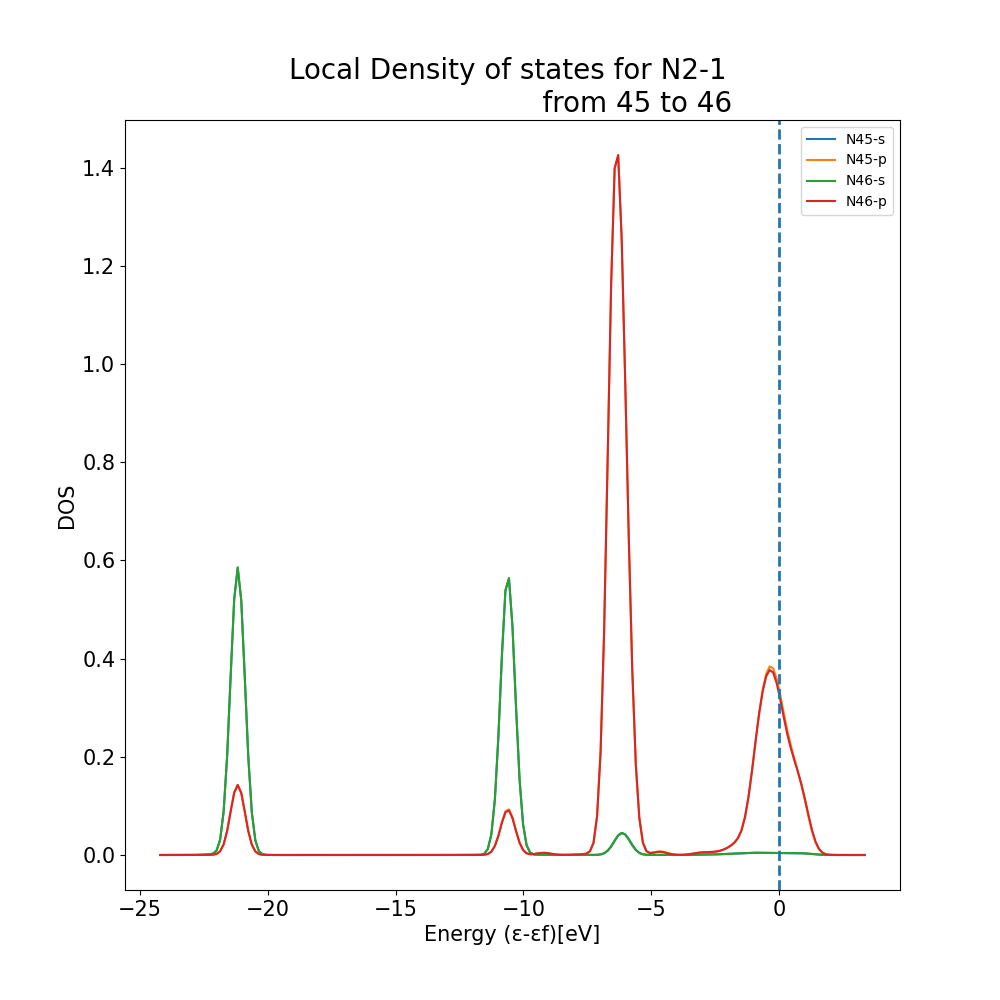 Local Density of states for N2-1
from 45 to 46
1.4
1.2
1.0
0.8
0.6
0.4
0.2
0.0
DOS
−25
−20
−15
−10
−5
0
Energy (ε-εf)[eV]
N45-s
N45-p
N46-s
N46-p